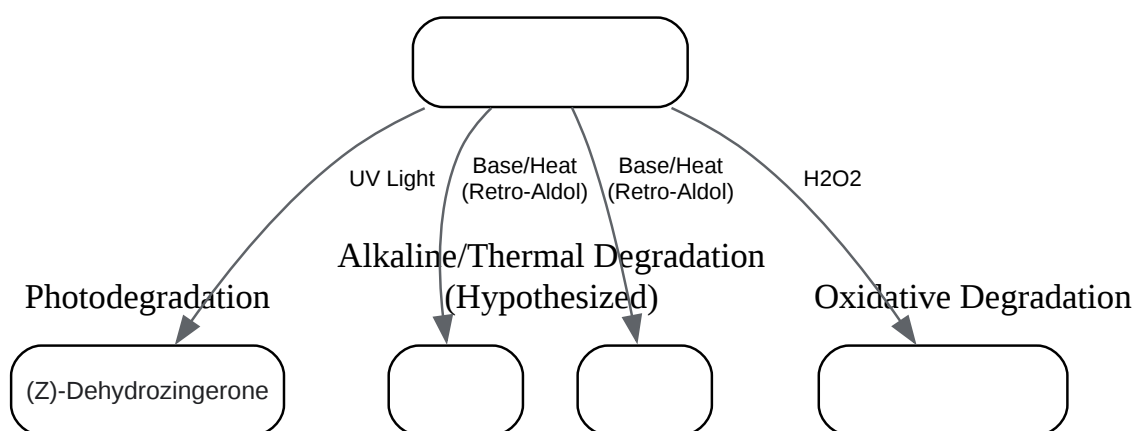 UV Light
Base/Heat
(Retro-Aldol)
Base/Heat
(Retro-Aldol)
H2O2
Alkaline/Thermal Degradation
(Hypothesized)
Photodegradation
Oxidative Degradation
(Z)-Dehydrozingerone